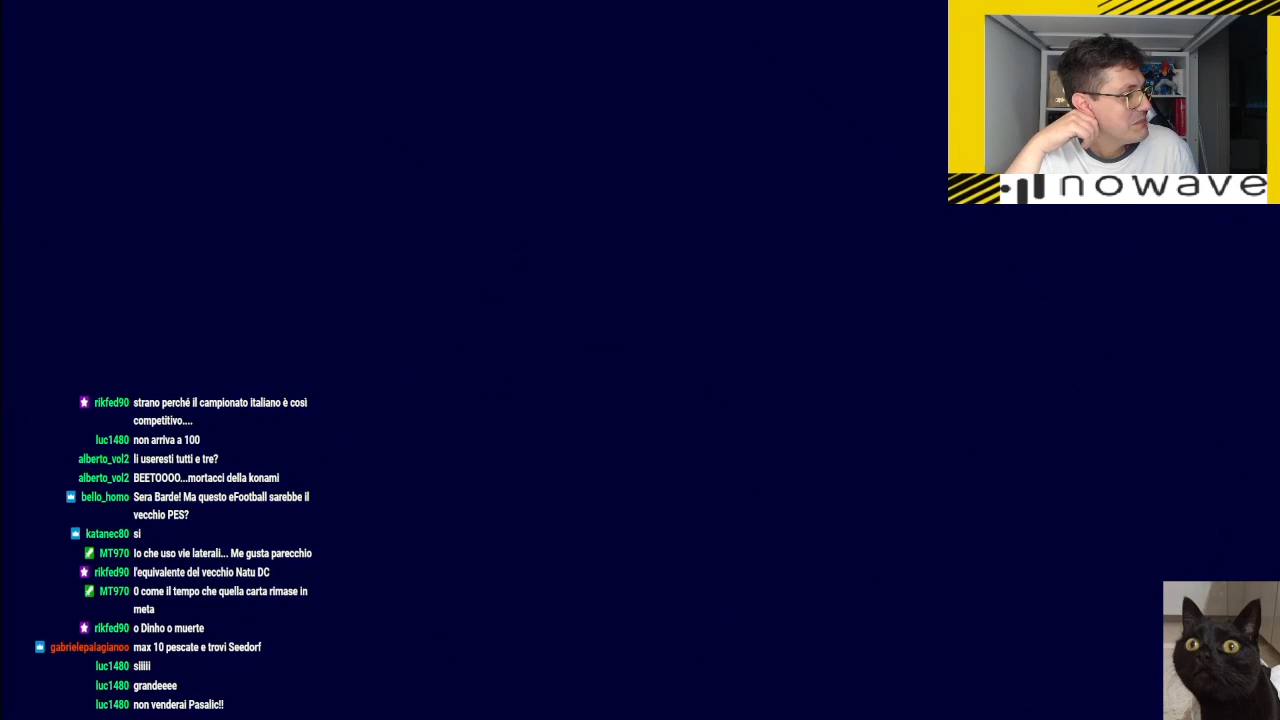 nowave
rikfed90 strano perché il campionato italiano è così
competitivo....
luc1480 non arriva a 100
alberto_vol2 li useresti tutti e tre?
alberto_vol2 BEETOOOO...mortacci della konami
bello_homo Sera Barde! Ma questo eFootball sarebbe il
vecchio PES?
katanec80 si
MT970 Io che uso vie laterali... Me gusta parecchio
rikfed90 l'equivalente del vecchio Natu DC
MT970 0 come il tempo che quella carta rimase in
meta
rikfed90 o Dinho o muerte
gabrielepalagianoo max 10 pescate e trovi Seedorf
luc1480 siiiii
luc1480 grandeeee
luc1480 non venderai Pasalic!!